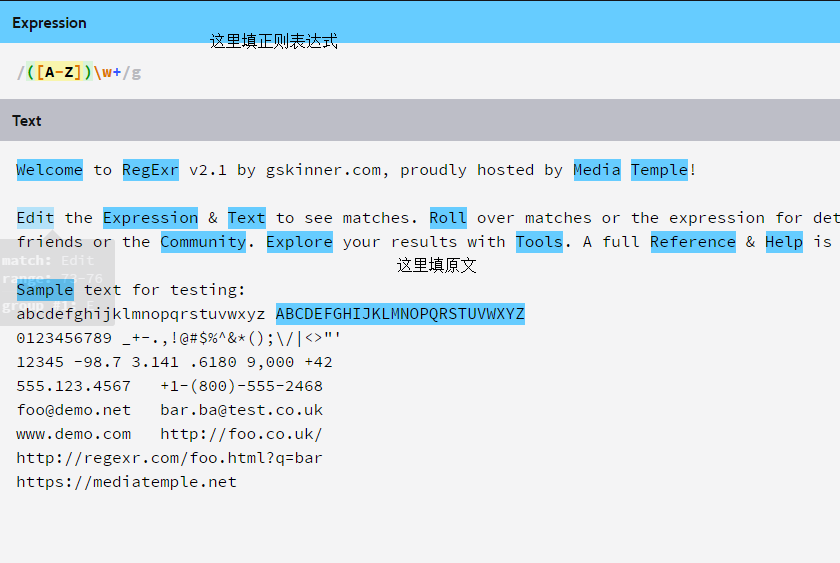 Expression
这里填正则表达式
/([A-Z])\w+/g
Text
Welcome to RegExr v2.1 by gskinner.com, proudly hosted by Media Temple!
Edit the Expression & Text to see matches. Roll over matches or the expression for det
friends or the Community. Explore your results with Tools. A full Reference & Help is
match: Edit
这里填原文
range: 73-76
Sample text for testing:
group #1: E
abcdefghijklmnopqrstuvwxyz ABCDEFGHIJKLMNOPQRSTUVWXYZ
0123456789 _+-.,!@#$%^&*();\/|<>"'
12345 -98.7 3.141 .6180 9,000 +42
555.123.4567   +1-(800)-555-2468
foo@demo.net   bar.ba@test.co.uk
www.demo.com   http://foo.co.uk/
http://regexr.com/foo.html?q=bar
https://mediatemple.net